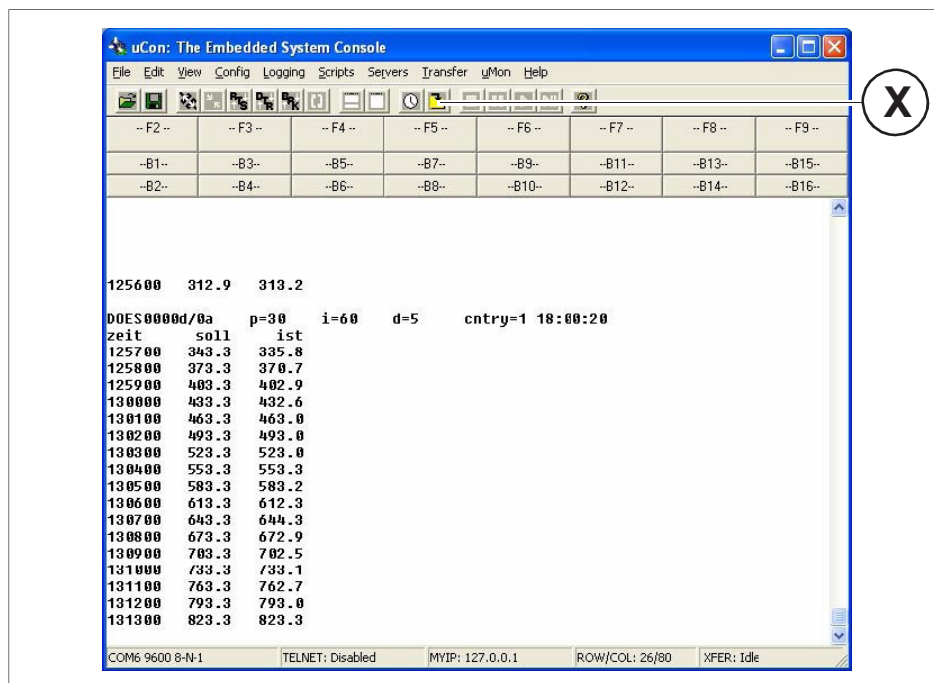 uCon: The Embedded System Console
File Edit View Config Logging Scripts Servers Transfer uMon Help
RTS DTR BRK
X
-- F2 -- -- F3 -- -- F4 -- -- F5 -- -- F6 -- -- F7 -- -- F8 -- -- F9 --
--B1-- --B3-- --B5-- --B7-- --B9-- --B11-- --B13-- --B15--
--B2-- --B4-- --B6-- --B8-- --B10-- --B12-- --B14-- --B16--
125600 312.9 313.2
DOES0000d/0a p=30 i=60 d=5 cntry=1 18:00:20
zeit soll ist
125700 343.3 335.8
125800 373.3 370.7
125900 403.3 402.9
130000 433.3 432.6
130100 463.3 463.0
130200 493.3 493.0
130300 523.3 523.0
130400 553.3 553.3
130500 583.3 583.2
130600 613.3 612.3
130700 643.3 644.3
130800 673.3 672.9
130900 703.3 702.5
131000 733.3 733.1
131100 763.3 762.7
131200 793.3 793.0
131300 823.3 823.3
COM6 9600 8-N-1 TELNET: Disabled MYIP: 127.0.0.1 ROW/COL: 26/80 XFER: Idle